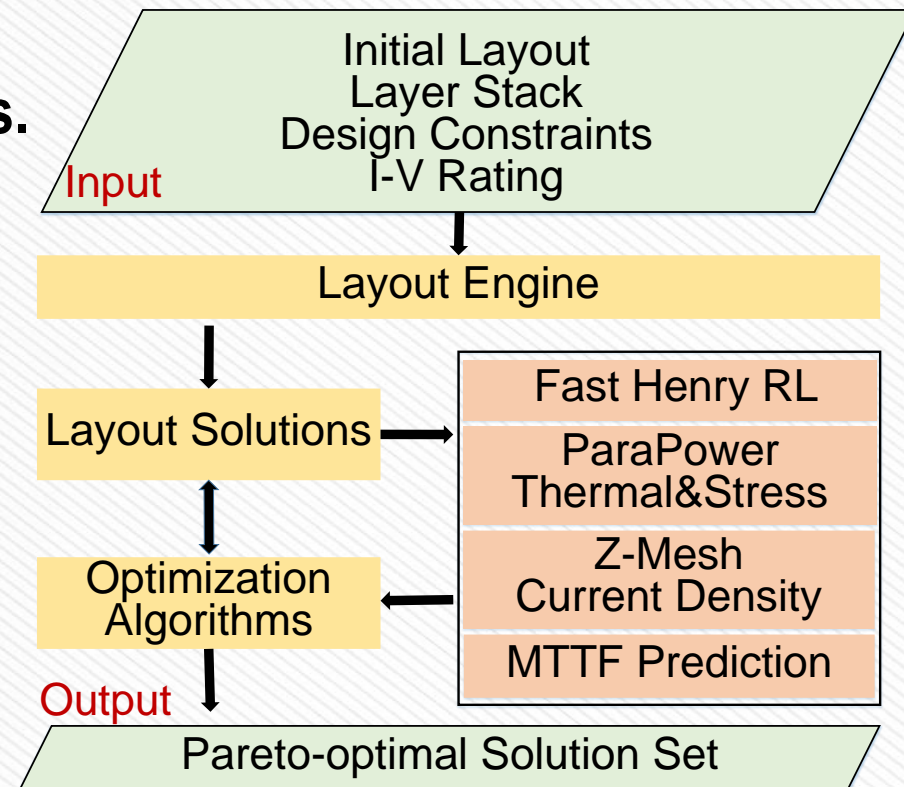 s.
Initial Layout
Layer Stack
Design Constraints
I-V Rating
Input
Layout Engine
Layout Solutions
Fast Henry RL
ParaPower
Thermal&Stress
Z-Mesh
Current Density
MTTF Prediction
Optimization
Algorithms
Output
Pareto-optimal Solution Set